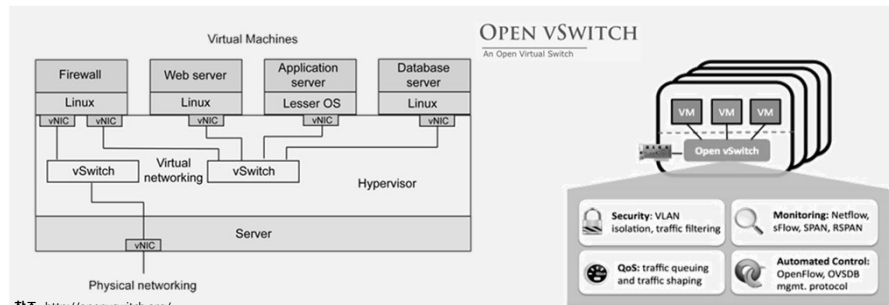 Virtual Machines
Firewall
Linux
vNIC
vNIC
Web server
Linux
vNIC
Application
server
Lesser OS
vNIC
Database
server
Linux
vNIC
vSwitch
Virtual
networking
vSwitch
Hypervisor
Server
vNIC
Physical networking
OPEN VSWITCH
An Open Virtual Switch
VM
VM
VM
Open vSwitch
Security: VLAN
isolation, traffic filtering
Monitoring: Netflow,
sFlow, SPAN, RSPAN
QoS: traffic queuing
and traffic shaping
Automated Control:
OpenFlow, OVSDB
mgmt. protocol